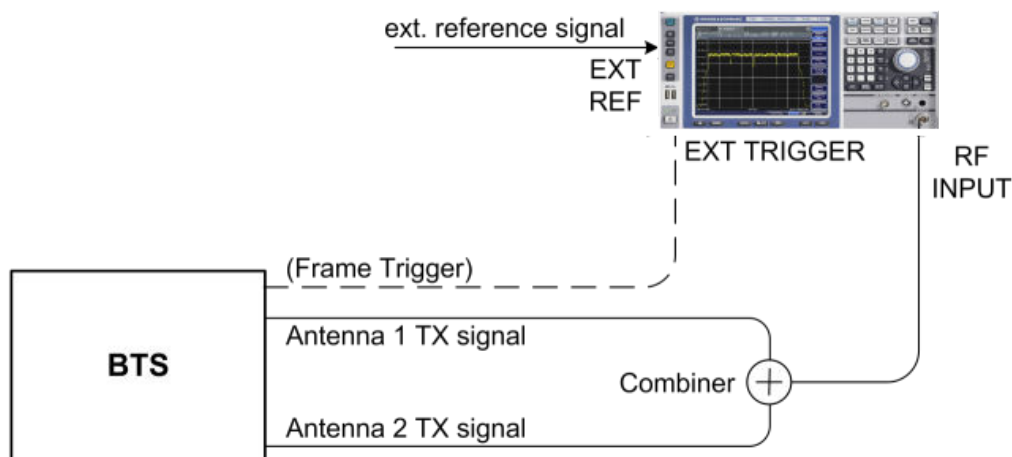 ext. reference signal
EXT
REF
EXT TRIGGER
RF
INPUT
(Frame Trigger)
Antenna 1 TX signal
BTS
Combiner
Antenna 2 TX signal